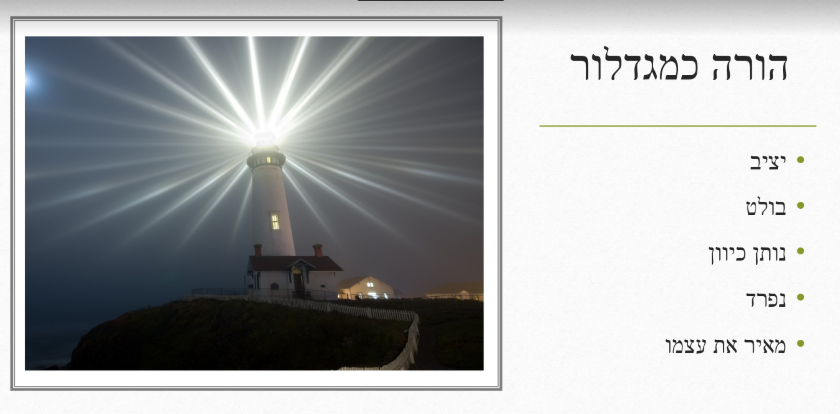 הורה כמגדלור
• יציב
• בולט
• נותן כיוון
• נפרד
• מאיר את עצמו